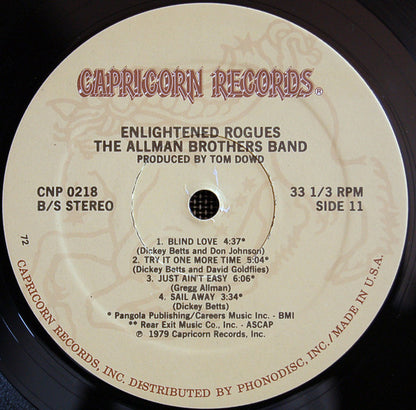 CAPRICORN RECORDS®
ENLIGHTENED ROGUES
THE ALLMAN BROTHERS BAND
PRODUCED BY TOM DOWD
CNP 0218
B/S STEREO
33 1/3 RPM
SIDE 11
72
1. BLIND LOVE 4:37*
(Dickey Betts and Don Johnson)
2. TRY IT ONE MORE TIME 5:04*
(Dickey Betts and David Goldflies)
3. JUST AIN'T EASY 6:06*
(Gregg Allman)
4. SAIL AWAY 3:34*
(Dickey Betts)
* Pangola Publishing/Careers Music Inc. - BMI
** Rear Exit Music Co., Inc. - ASCAP
Ⓟ 1979 Capricorn Records, Inc.
CAPRICORN RECORDS, INC. DISTRIBUTED BY PHONODISC, INC./MADE IN U.S.A.